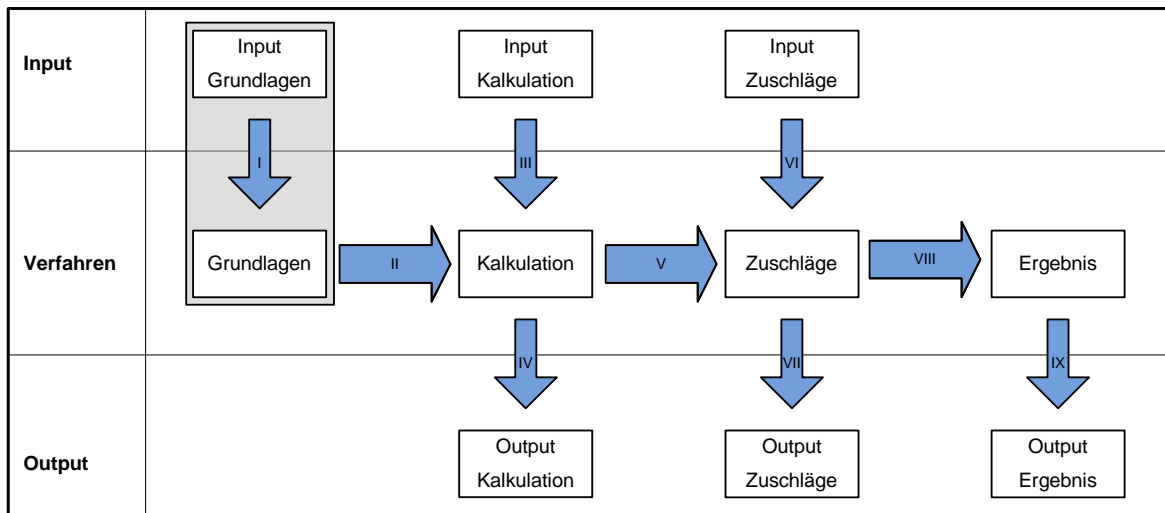 Input
Input
Grundlagen
Input
Kalkulation
Input
Zuschläge
I
III
VI
Verfahren
Grundlagen
II
Kalkulation
V
Zuschläge
VIII
Ergebnis
IV
VII
IX
Output
Output
Kalkulation
Output
Zuschläge
Output
Ergebnis